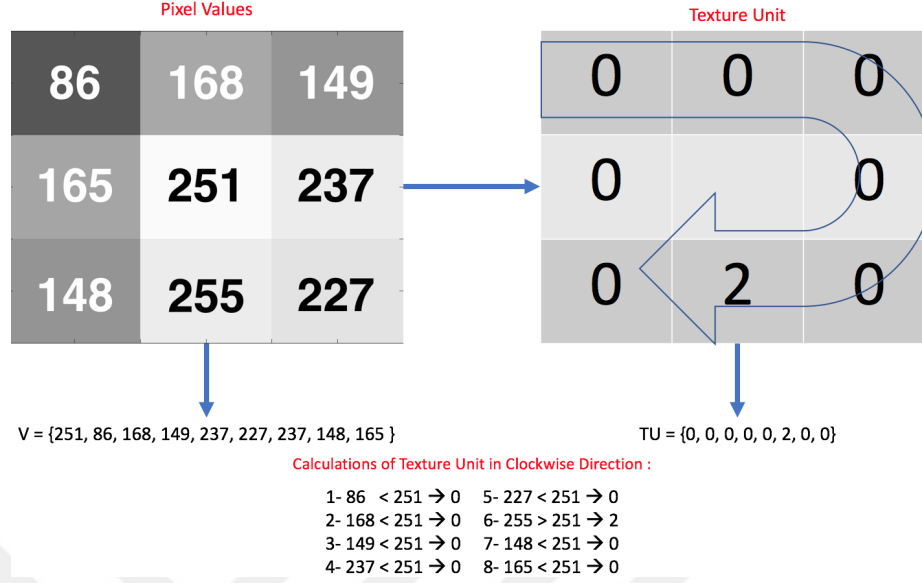 Pixel Values
Texture Unit
86 168 149
165 251 237
148 255 227
0 0 0
0 0
0 2 0
V = {251, 86, 168, 149, 237, 227, 237, 148, 165 }
TU = {0, 0, 0, 0, 0, 2, 0, 0}
Calculations of Texture Unit in Clockwise Direction :
1- 86 < 251 → 0 5- 227 < 251 → 0
2- 168 < 251 → 0 6- 255 > 251 → 2
3- 149 < 251 → 0 7- 148 < 251 → 0
4- 237 < 251 → 0 8- 165 < 251 → 0